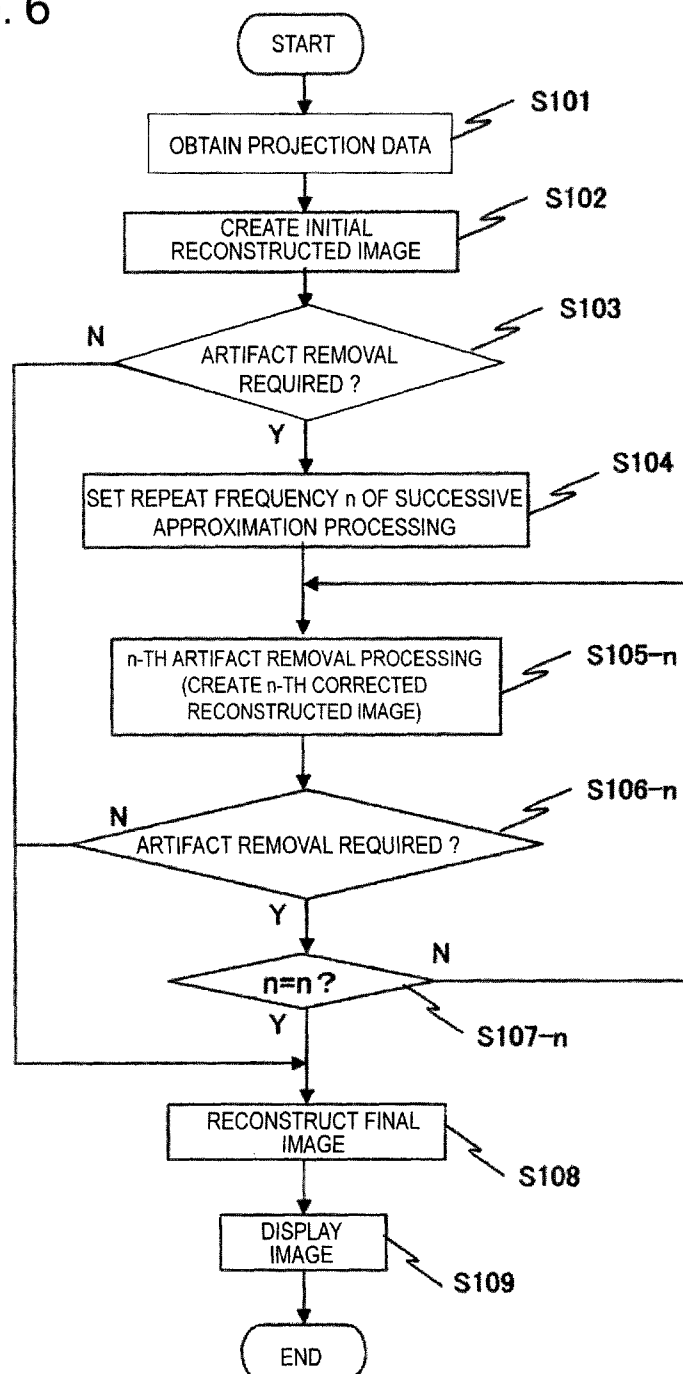 . 6
START
S101
OBTAIN PROJECTION DATA
S102
CREATE INITIAL
RECONSTRUCTED IMAGE
S103
N
ARTIFACT REMOVAL
REQUIRED ?
Y
S104
SET REPEAT FREQUENCY n OF SUCCESSIVE
APPROXIMATION PROCESSING
S105-n
n-TH ARTIFACT REMOVAL PROCESSING
(CREATE n-TH CORRECTED
RECONSTRUCTED IMAGE)
S106-n
N
ARTIFACT REMOVAL REQUIRED ?
Y
N
n=n ?
S107-n
Y
RECONSTRUCT FINAL
IMAGE
S108
DISPLAY
IMAGE
S109
END